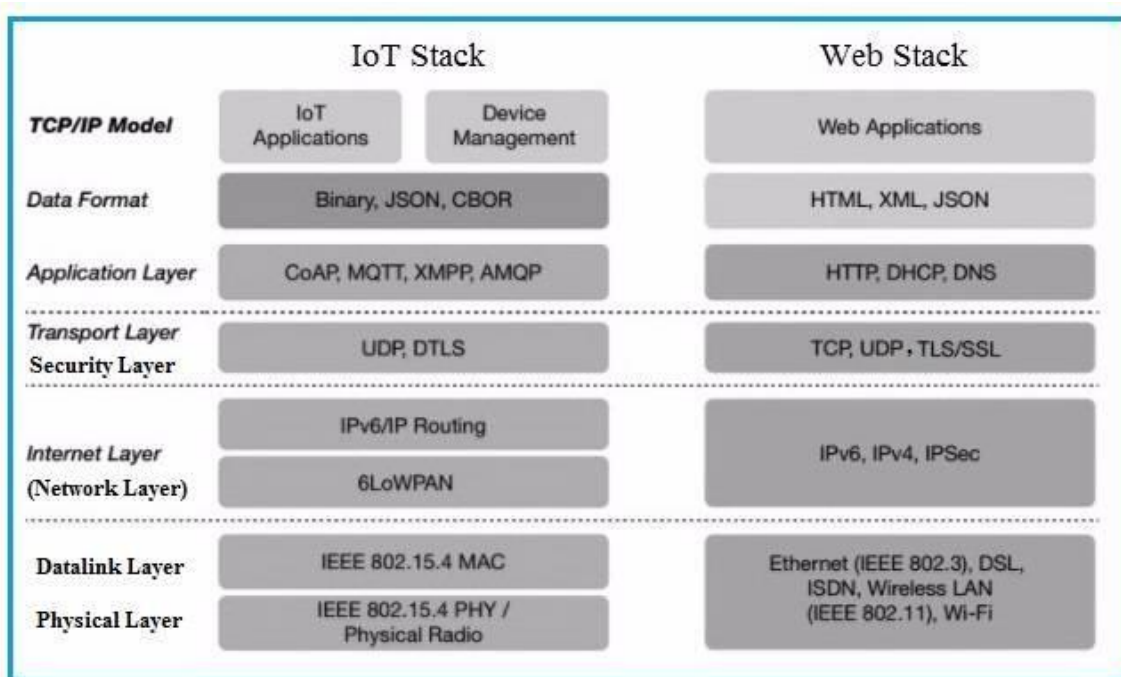 IoT Stack
Web Stack
TCP/IP Model
IoT
Applications
Device
Management
Web Applications
Data Format
Binary, JSON, CBOR
HTML, XML, JSON
Application Layer
CoAP, MQTT, XMPP, AMQP
HTTP, DHCP, DNS
Transport Layer
Security Layer
UDP, DTLS
TCP, UDP，TLS/SSL
Internet Layer
(Network Layer)
IPv6/IP Routing
6LoWPAN
IPv6, IPv4, IPSec
Datalink Layer
IEEE 802.15.4 MAC
Physical Layer
IEEE 802.15.4 PHY /
Physical Radio
Ethernet (IEEE 802.3), DSL,
ISDN, Wireless LAN
(IEEE 802.11), Wi-Fi